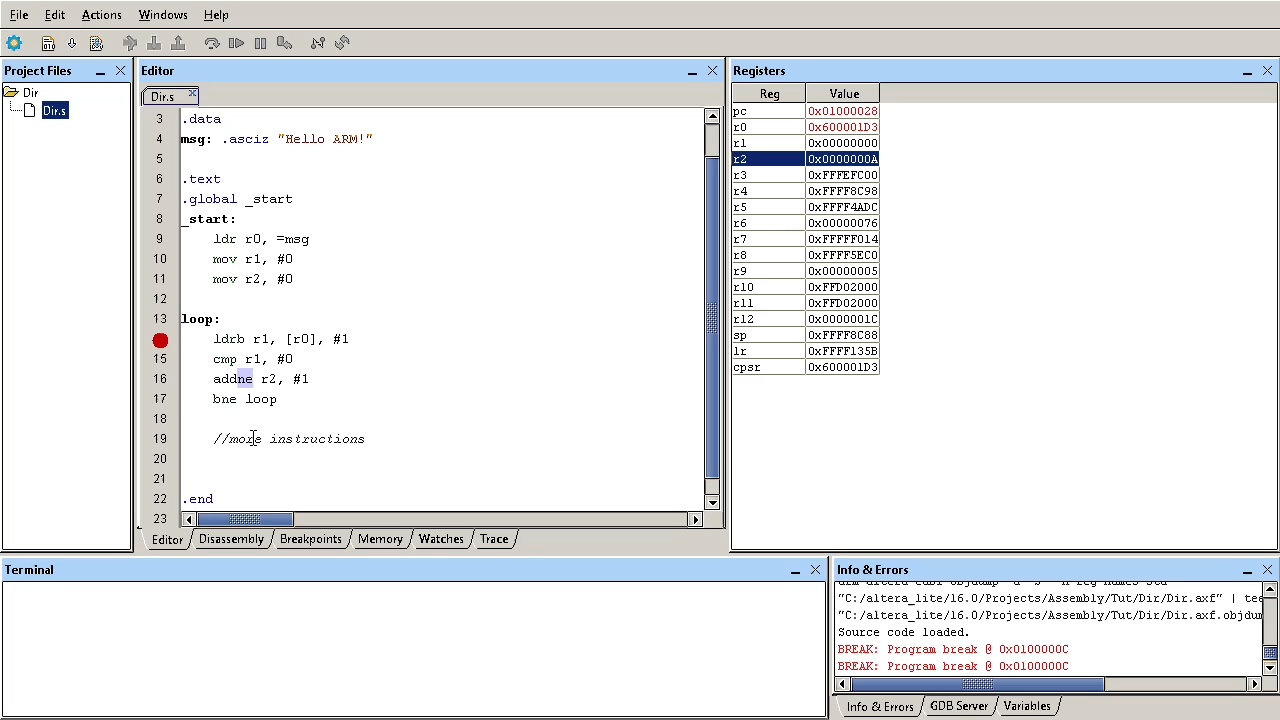 File Edit Actions Windows Help
Project Files
Dir
Dir.s
Editor
Dir.s
3 .data
4 msg: .asciz "Hello ARM!"
5
6 .text
7 .global _start
8 _start:
9 ldr r0, =msg
10 mov r1, #0
11 mov r2, #0
12
13 loop:
ldrb r1, [r0], #1
15 cmp r1, #0
16 addne r2, #1
17 bne loop
18
19 //more instructions
20
21
22 .end
23
Editor Disassembly Breakpoints Memory Watches Trace
Registers
Reg Value
pc 0x01000028
r0 0x600001D3
r1 0x00000000
r2 0x0000000A
r3 0xFFFEFC00
r4 0xFFFF8C98
r5 0xFFFF4ADC
r6 0x00000076
r7 0xFFFFF014
r8 0xFFFF5EC0
r9 0x00000005
r10 0xFFD02000
r11 0xFFD02000
r12 0x0000001C
sp 0xFFFF8C88
lr 0xFFFF135B
cpsr 0x600001D3
Terminal
Info & Errors
"C:/altera_lite/16.0/Projects/Assembly/Tut/Dir/Dir.axf" | tee
"C:/altera_lite/16.0/Projects/Assembly/Tut/Dir/Dir.axf.objdum
Source code loaded.
BREAK: Program break @ 0x0100000C
BREAK: Program break @ 0x0100000C
Info & Errors GDB Server Variables